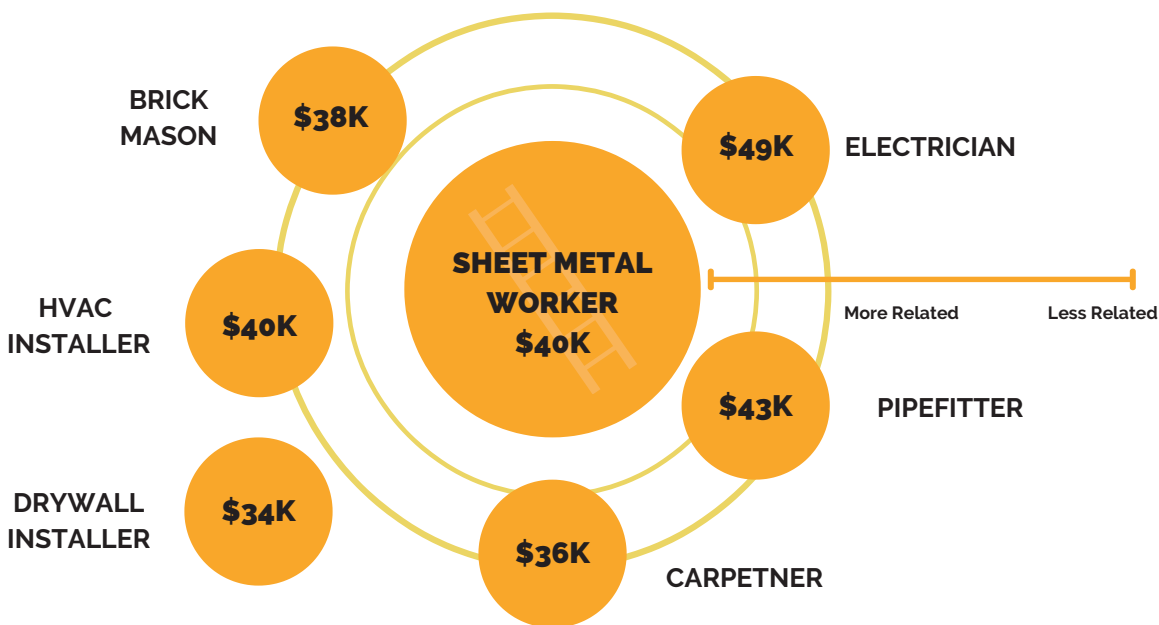 BRICK
MASON
$38K
$49K
ELECTRICIAN
SHEET METAL
WORKER
$40K
HVAC
INSTALLER
$40K
More Related
Less Related
$43K
PIPEFITTER
DRYWALL
INSTALLER
$34K
$36K
CARPETNER